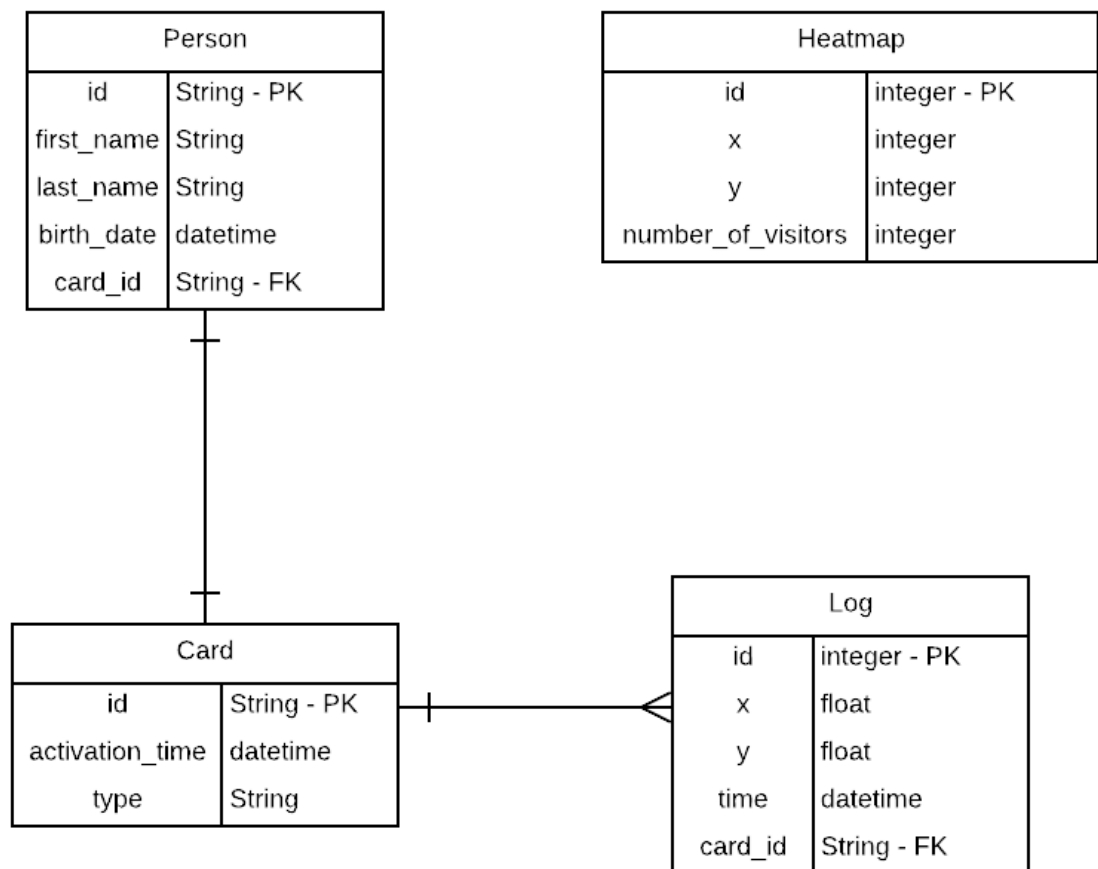 Person
id String - PK
first_name String
last_name String
birth_date datetime
card_id String - FK
Heatmap
id integer - PK
x integer
y integer
number_of_visitors integer
Card
id String - PK
activation_time datetime
type String
Log
id integer - PK
x float
y float
time datetime
card_id String - FK